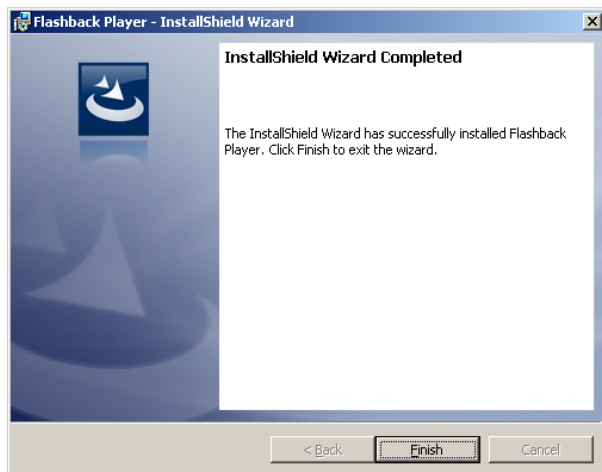 Flashback Player - InstallShield Wizard
InstallShield Wizard Completed
The InstallShield Wizard has successfully installed Flashback
Player. Click Finish to exit the wizard.
< Back
Finish
Cancel